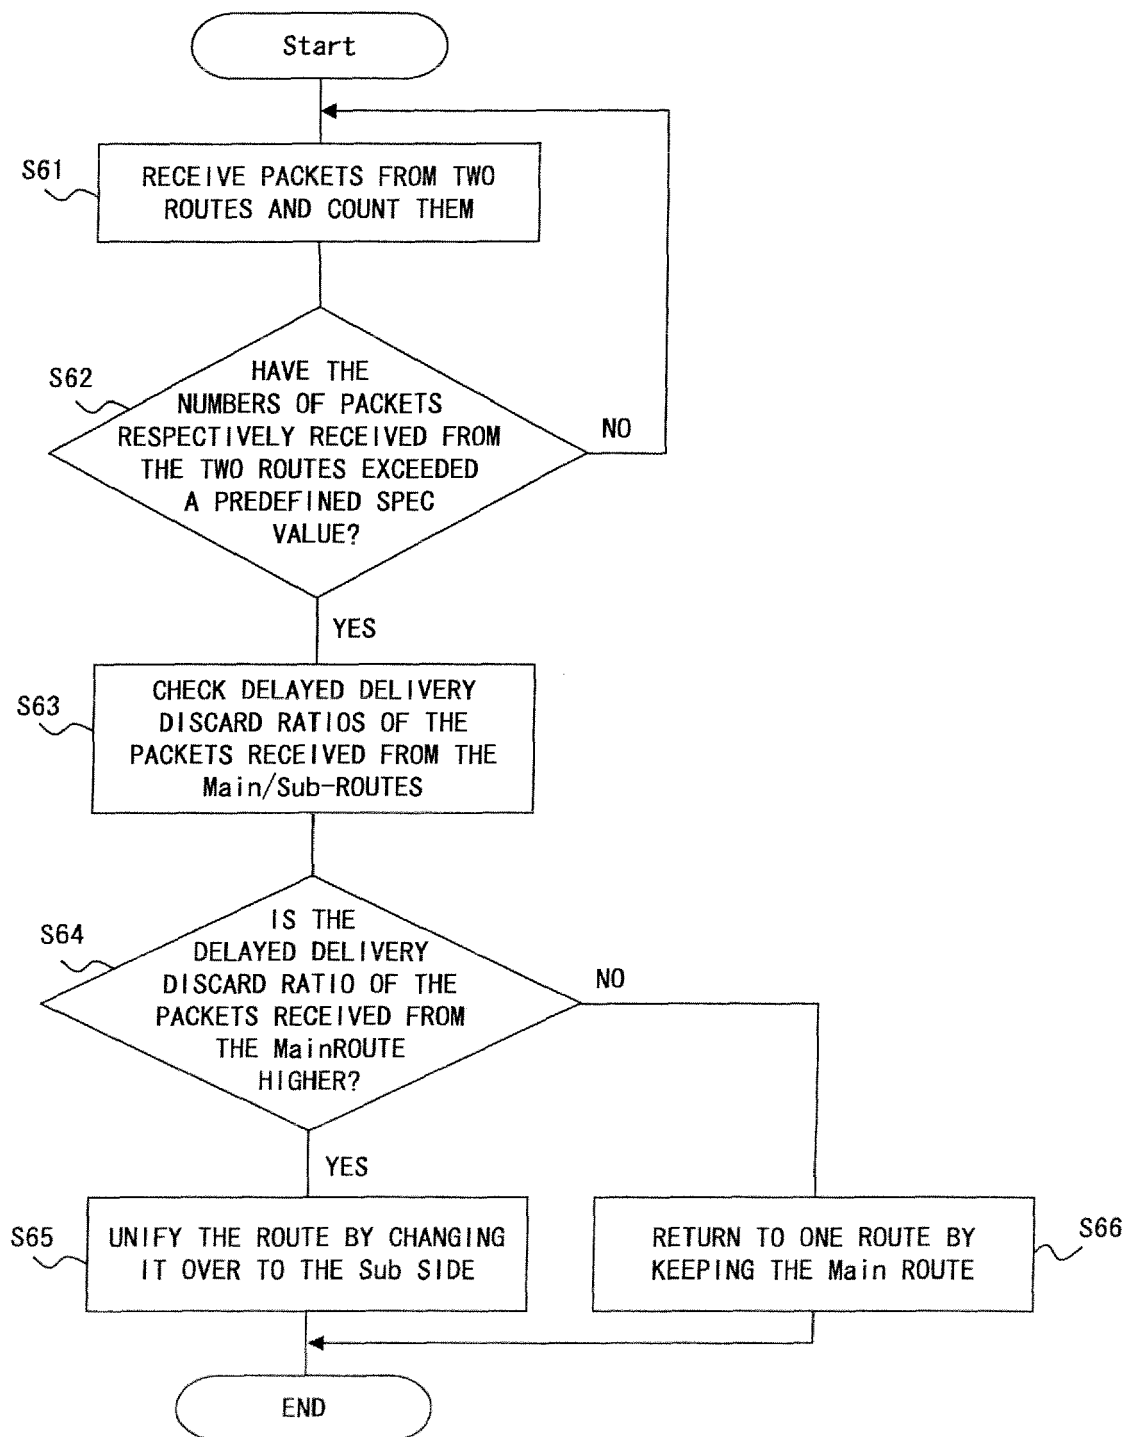 Start
S61
RECEIVE PACKETS FROM TWO
ROUTES AND COUNT THEM
S62
HAVE THE
NUMBERS OF PACKETS
RESPECTIVELY RECEIVED FROM
THE TWO ROUTES EXCEEDED
A PREDEFINED SPEC
VALUE?
NO
YES
S63
CHECK DELAYED DELIVERY
DISCARD RATIOS OF THE
PACKETS RECEIVED FROM THE
Main/Sub-ROUTES
S64
IS THE
DELAYED DELIVERY
DISCARD RATIO OF THE
PACKETS RECEIVED FROM
THE MainROUTE
HIGHER?
NO
YES
S65
UNIFY THE ROUTE BY CHANGING
IT OVER TO THE Sub SIDE
RETURN TO ONE ROUTE BY
KEEPING THE Main ROUTE
S66
END